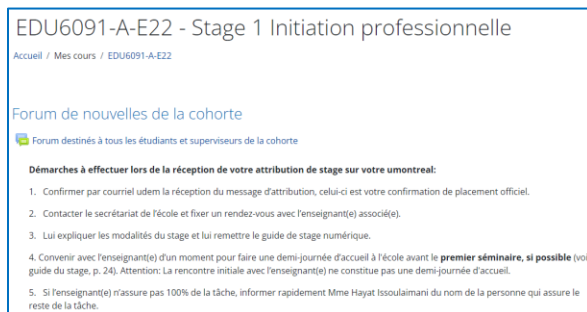 EDU6091-A-E22 - Stage 1 Initiation professionnelle
Accueil / Mes cours / EDU6091-A-E22
Forum de nouvelles de la cohorte
Forum destinés à tous les étudiants et superviseurs de la cohorte
Démarches à effectuer lors de la réception de votre attribution de stage sur votre umontreal:
1. Confirmer par courriel udem la réception du message d'attribution, celui-ci est votre confirmation de placement officiel.
2. Contacter le secrétariat de l'école et fixer un rendez-vous avec l'enseignant(e) associé(e).
3. Lui expliquer les modalités du stage et lui remettre le guide de stage numérique.
4. Convenir avec l'enseignant(e) d'un moment pour faire une demi-journée d'accueil à l'école avant le premier séminaire, si possible (voi
guide du stage, p. 24). Attention: La rencontre initiale avec l'enseignant(e) ne constitue pas une demi-journée d'accueil.
5. Si l'enseignant(e) n'assure pas 100% de la tâche, informer rapidement Mme Hayat Issoulaimani du nom de la personne qui assure le
reste de la tâche.